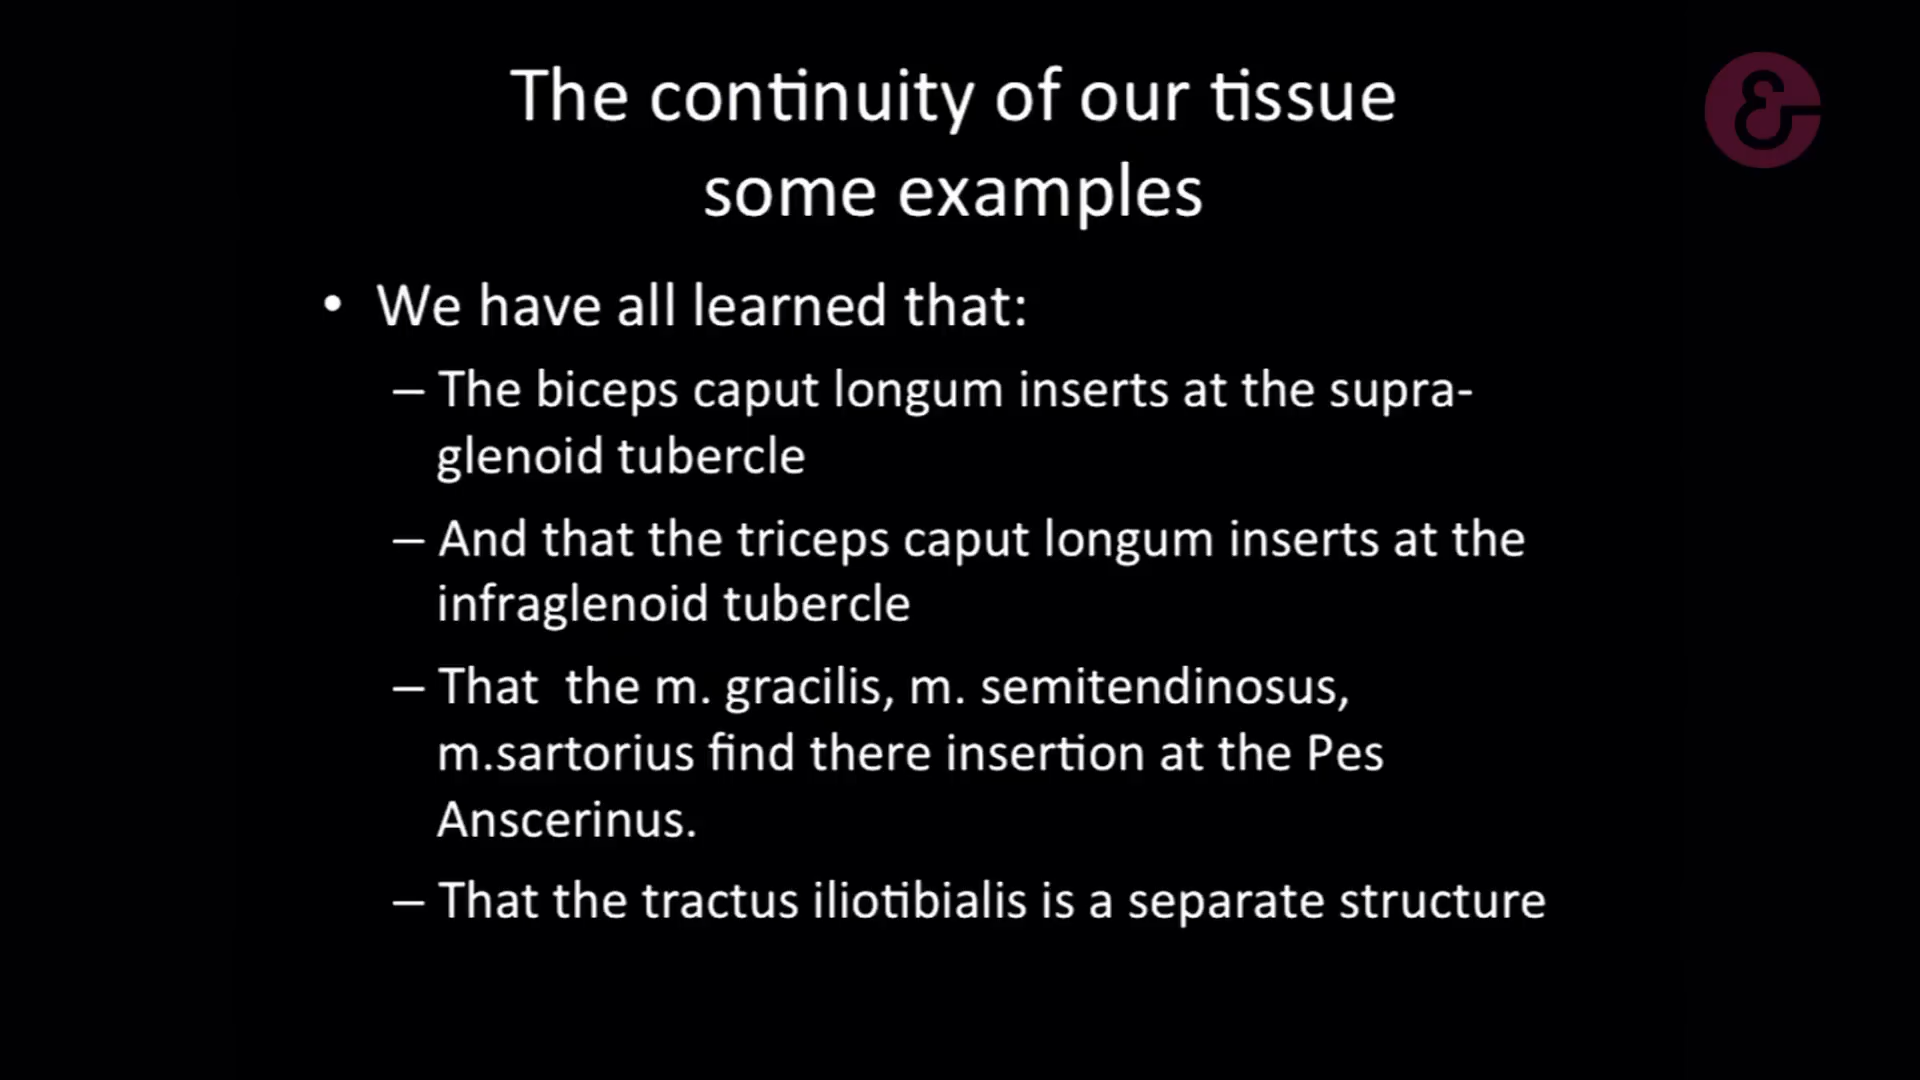 The continuity of our tissue
some examples
• We have all learned that:
– The biceps caput longum inserts at the supra-
glenoid tubercle
– And that the triceps caput longum inserts at the
infraglenoid tubercle
– That  the m. gracilis, m. semitendinosus,
m.sartorius find there insertion at the Pes
Anscerinus.
– That the tractus iliotibialis is a separate structure
&